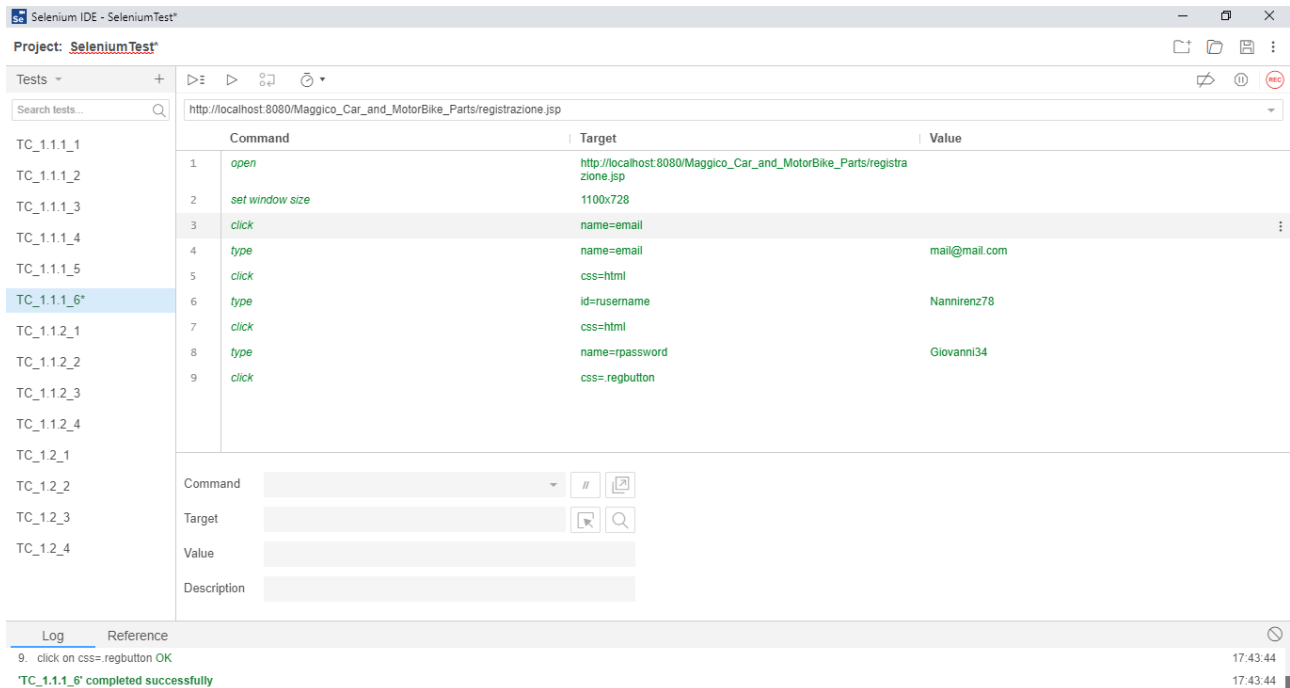 Se Selenium IDE - SeleniumTest*
Project: SeleniumTest*
Tests
Search tests...
TC_1.1.1_1
TC_1.1.1_2
TC_1.1.1_3
TC_1.1.1_4
TC_1.1.1_5
TC_1.1.1_6*
TC_1.1.2_1
TC_1.1.2_2
TC_1.1.2_3
TC_1.1.2_4
TC_1.2_1
TC_1.2_2
TC_1.2_3
TC_1.2_4
REC
http://localhost:8080/Maggico_Car_and_MotorBike_Parts/registrazione.jsp
Command Target Value
1 open http://localhost:8080/Maggico_Car_and_MotorBike_Parts/registra
zione.jsp
2 set window size 1100x728
3 click name=email
4 type name=email mail@mail.com
5 click css=html
6 type id=rusername Nannirenz78
7 click css=html
8 type name=rpassword Giovanni34
9 click css=.regbutton
Command //
Target
Value
Description
Log Reference
9. click on css=.regbutton OK 17:43:44
'TC_1.1.1_6' completed successfully 17:43:44